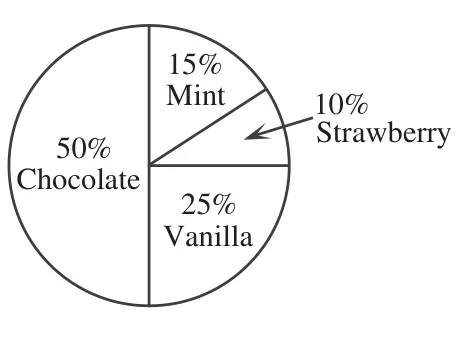 15%
Mint
10%
Strawberry
50%
Chocolate
25%
Vanilla